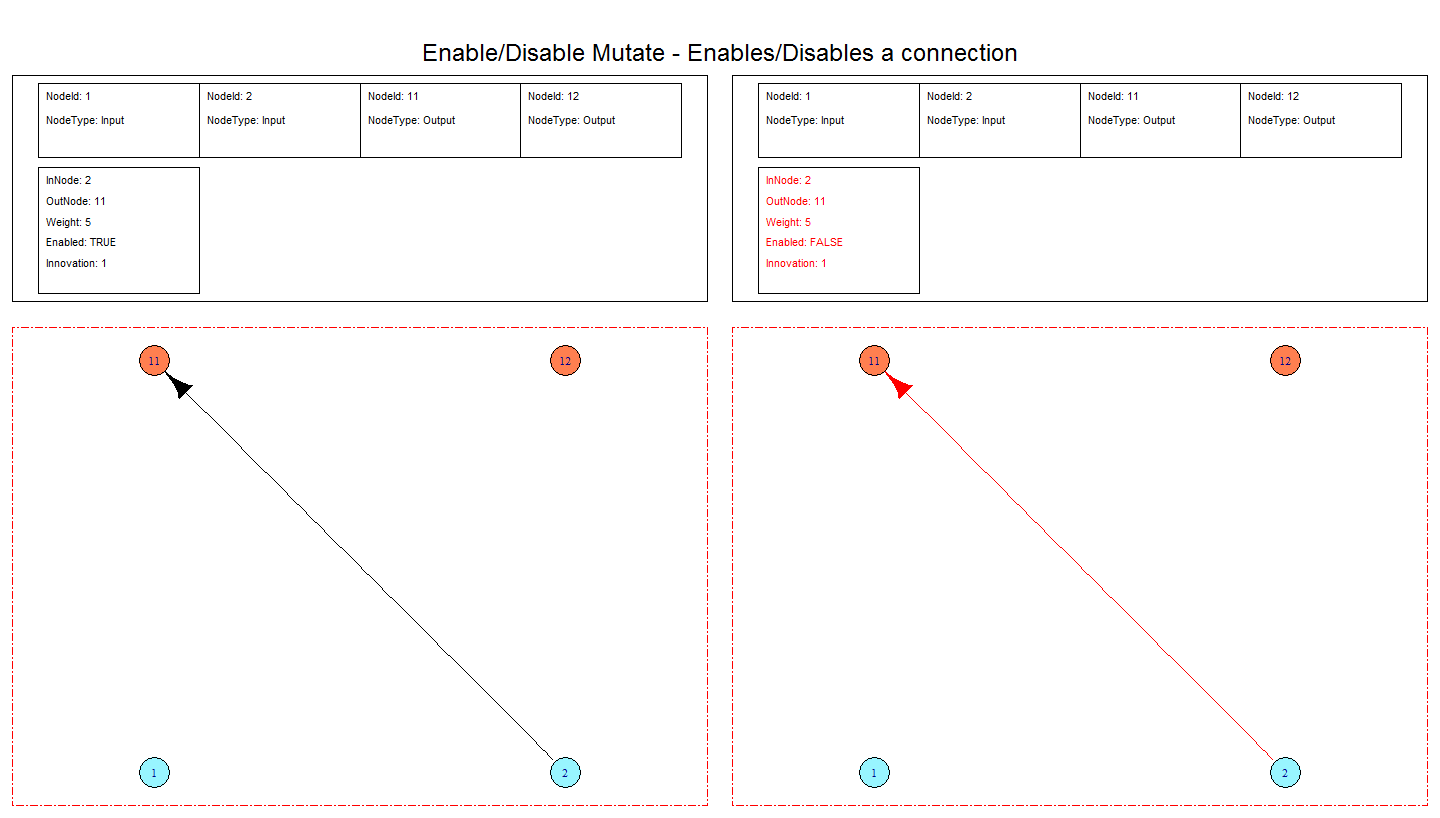 Enable/Disable Mutate - Enables/Disables a connection
NodeId: 1
NodeType: Input
NodeId: 2
NodeType: Input
NodeId: 11
NodeType: Output
NodeId: 12
NodeType: Output
InNode: 2
OutNode: 11
Weight: 5
Enabled: TRUE
Innovation: 1
11
12
1
2
NodeId: 1
NodeType: Input
NodeId: 2
NodeType: Input
NodeId: 11
NodeType: Output
NodeId: 12
NodeType: Output
InNode: 2
OutNode: 11
Weight: 5
Enabled: FALSE
Innovation: 1
11
12
1
2